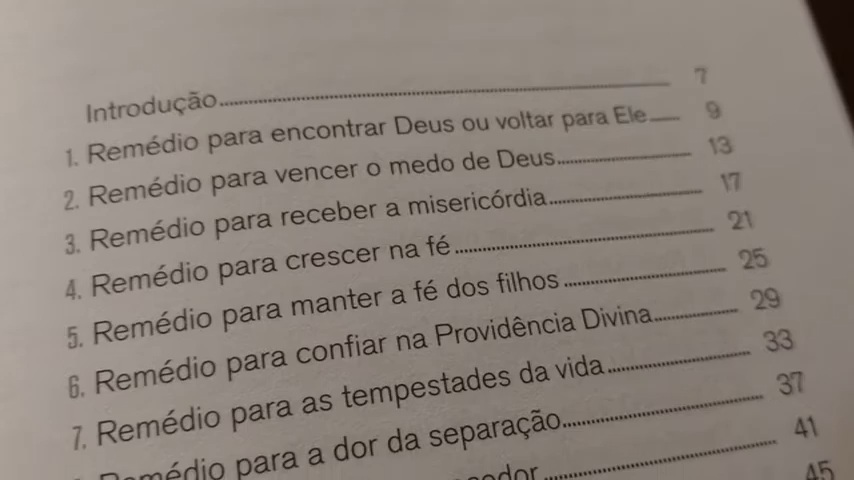 Introdução........ 7
1. Remédio para encontrar Deus ou voltar para Ele........ 9
2. Remédio para vencer o medo de Deus........ 13
3. Remédio para receber a misericórdia........ 17
4. Remédio para crescer na fé........ 21
5. Remédio para manter a fé dos filhos........ 25
6. Remédio para confiar na Providência Divina........ 29
7. Remédio para as tempestades da vida........ 33
Remédio para a dor da separação........ 37
........ 41
45